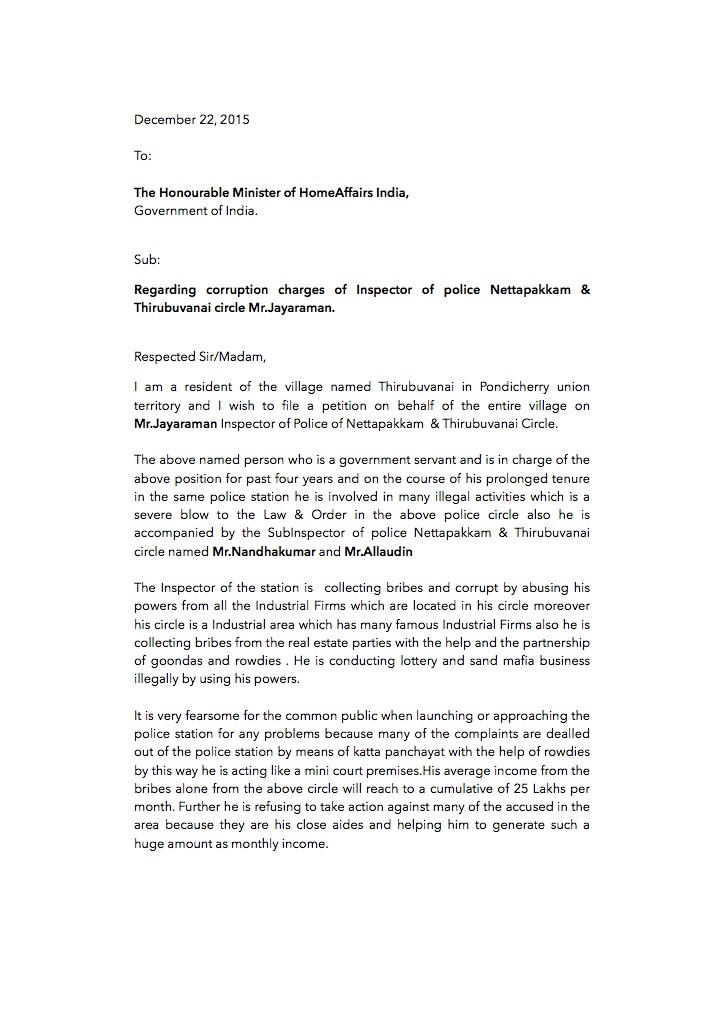 December 22, 2015
To:
The Honourable Minister of HomeAffairs India,
Government of India.
Sub:
Regarding corruption charges of Inspector of police Nettapakkam &
Thirubuvanai circle Mr.Jayaraman.
Respected Sir/Madam,
I am a resident of the village named Thirubuvanai in Pondicherry union
territory and I wish to file a petition on behalf of the entire village on
Mr.Jayaraman Inspector of Police of Nettapakkam & Thirubuvanai Circle.
The above named person who is a government servant and is in charge of the
above position for past four years and on the course of his prolonged tenure
in the same police station he is involved in many illegal activities which is a
severe blow to the Law & Order in the above police circle also he is
accompanied by the SubInspector of police Nettapakkam & Thirubuvanai
circle named Mr.Nandhakumar and Mr.Allaudin
The Inspector of the station is collecting bribes and corrupt by abusing his
powers from all the Industrial Firms which are located in his circle moreover
his circle is a Industrial area which has many famous Industrial Firms also he is
collecting bribes from the real estate parties with the help and the partnership
of goondas and rowdies . He is conducting lottery and sand mafia business
illegally by using his powers.
It is very fearsome for the common public when launching or approaching the
police station for any problems because many of the complaints are dealled
out of the police station by means of katta panchayat with the help of rowdies
by this way he is acting like a mini court premises.His average income from the
bribes alone from the above circle will reach to a cumulative of 25 Lakhs per
month. Further he is refusing to take action against many of the accused in the
area because they are his close aides and helping him to generate such a
huge amount as monthly income.